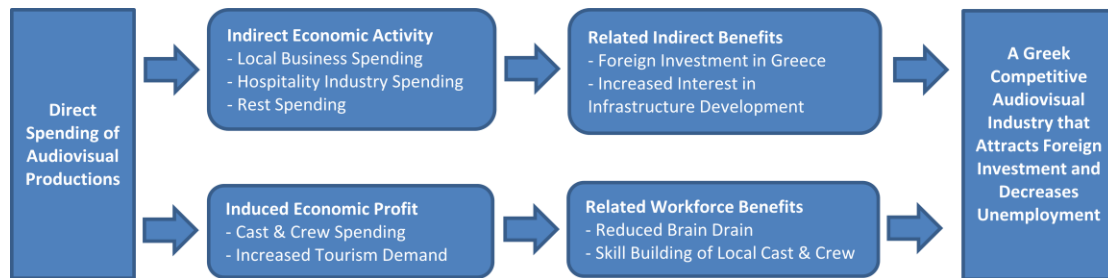 Direct
Spending of
Audiovisual
Productions
Indirect Economic Activity
- Local Business Spending
- Hospitality Industry Spending
- Rest Spending
Related Indirect Benefits
- Foreign Investment in Greece
- Increased Interest in
Infrastructure Development
Induced Economic Profit
- Cast & Crew Spending
- Increased Tourism Demand
Related Workforce Benefits
- Reduced Brain Drain
- Skill Building of Local Cast & Crew
A Greek
Competitive
Audiovisual
Industry that
Attracts Foreign
Investment and
Decreases
Unemployment